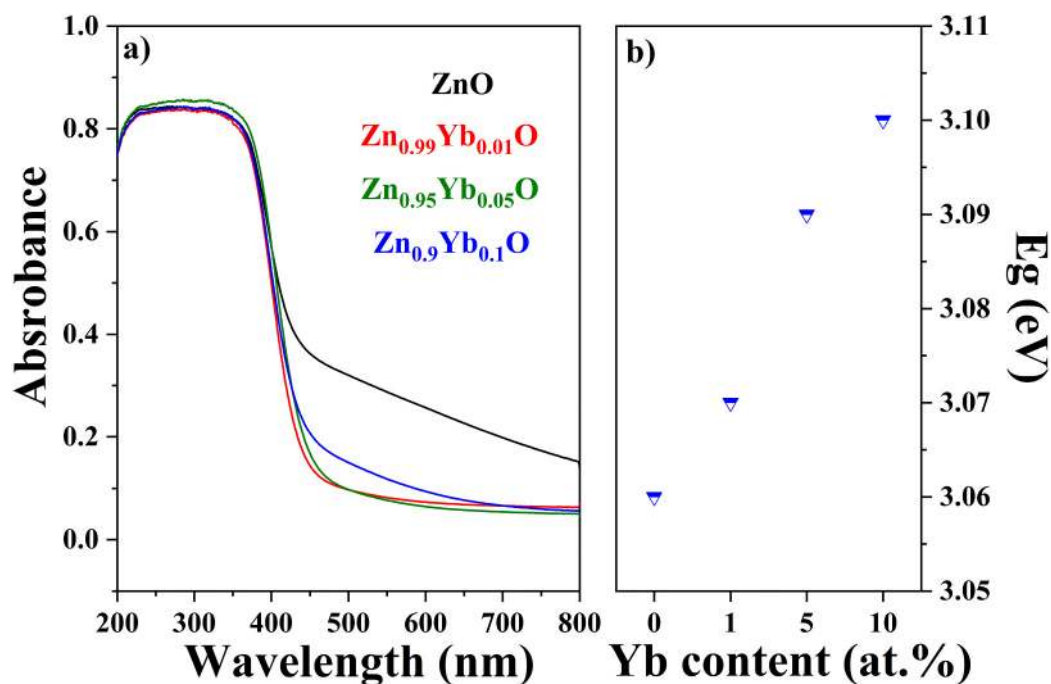 a)
ZnO
Zn0.99Yb0.01O
Zn0.95Yb0.05O
Zn0.9Yb0.1O
Absrobance
1.0
0.8
0.6
0.4
0.2
0.0
200 300 400 500 600 700 800
Wavelength (nm)
b)
3.11
3.10
3.09
3.08
3.07
3.06
3.05
Eg (eV)
0 1 5 10
Yb content (at.%)